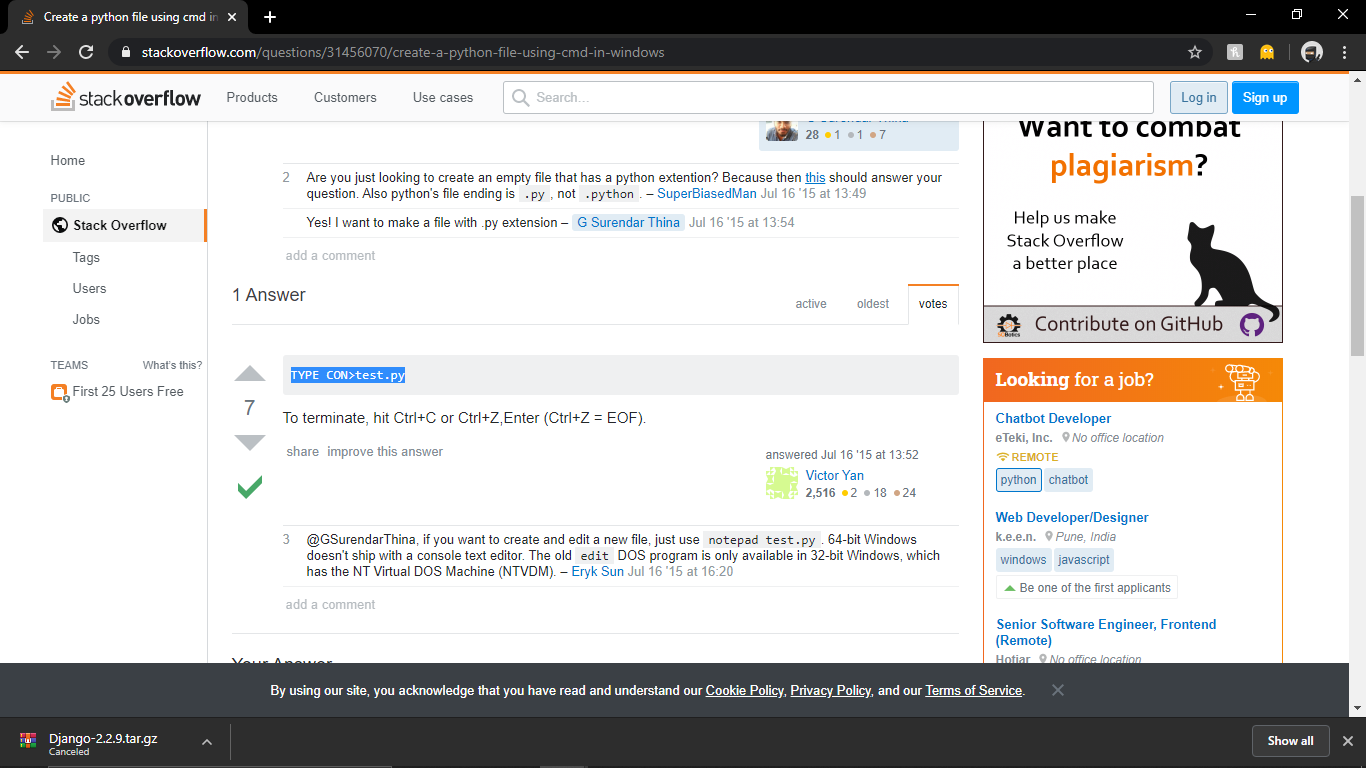 Create a python file using cmd in
stackoverflow.com/questions/31456070/create-a-python-file-using-cmd-in-windows
stackoverflow
Products
Customers
Use cases
Search...
Log in
Sign up
Home
PUBLIC
Stack Overflow
Tags
Users
Jobs
TEAMS
What's this?
First 25 Users Free
G Surendar Thina
28 1 1 7
2
Are you just looking to create an empty file that has a python extention? Because then this should answer your
question. Also python's file ending is .py, not .python. – SuperBiasedMan Jul 16 '15 at 13:49
Yes! I want to make a file with .py extension – G Surendar Thina Jul 16 '15 at 13:54
add a comment
1 Answer
active
oldest
votes
7
TYPE CON>test.py
To terminate, hit Ctrl+C or Ctrl+Z,Enter (Ctrl+Z = EOF).
share improve this answer
answered Jul 16 '15 at 13:52
Victor Yan
2,516 2 18 24
3
@GSurendarThina, if you want to create and edit a new file, just use notepad test.py. 64-bit Windows
doesn't ship with a console text editor. The old edit DOS program is only available in 32-bit Windows, which
has the NT Virtual DOS Machine (NTVDM). – Eryk Sun Jul 16 '15 at 16:20
add a comment
Your Answer
Want to combat
plagiarism?
Help us make
Stack Overflow
a better place
Contribute on GitHub
Looking for a job?
Chatbot Developer
eTeki, Inc. No office location
REMOTE
python chatbot
Web Developer/Designer
k.e.e.n. Pune, India
windows javascript
Be one of the first applicants
Senior Software Engineer, Frontend
(Remote)
Hotjar No office location
By using our site, you acknowledge that you have read and understand our Cookie Policy, Privacy Policy, and our Terms of Service.
Django-2.2.9.tar.gz
Canceled
Show all